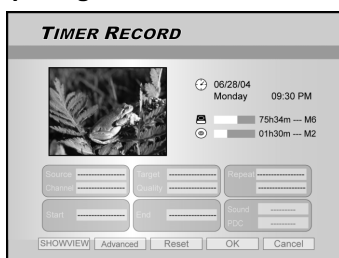 TIMER RECORD
06/28/04
Monday 09:30 PM
75h34m --- M6
01h30m --- M2
Source ---------------- Target ---------------- Repeat ----------------
Channel ---------------- Quality ---------------- ----------------
Start ---------------- End ---------------- Sound ---------
PDC ---------
SHOWVIEW Advanced Reset OK Cancel